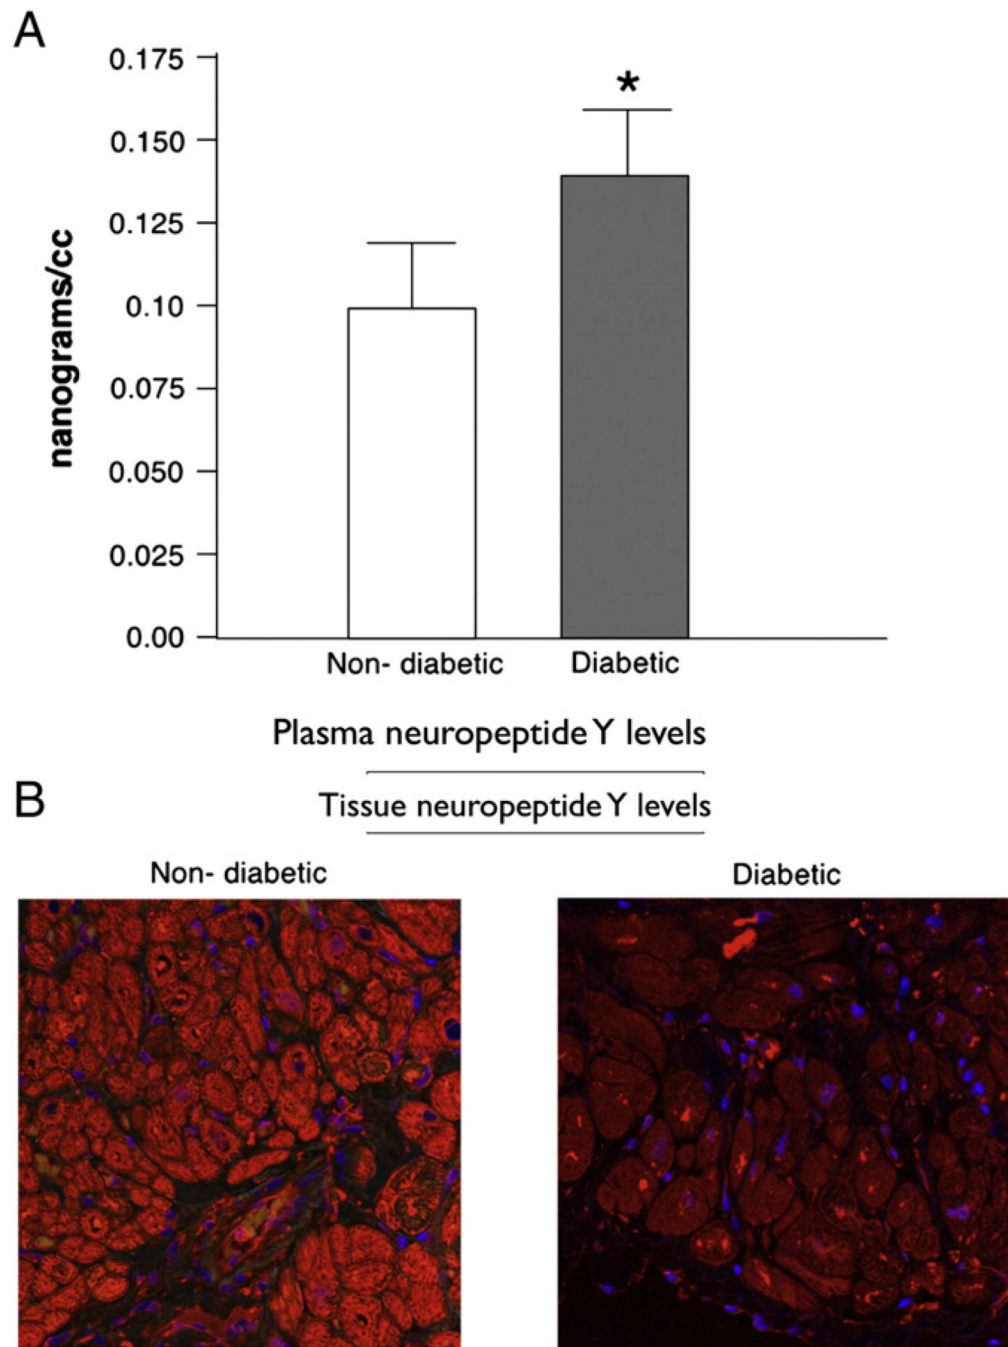 A
0.175
0.150
0.125
0.10
0.075
0.050
0.025
0.00
nanograms/cc
*
Non- diabetic
Diabetic
Plasma neuropeptide Y levels
B
Tissue neuropeptide Y levels
Non- diabetic
Diabetic